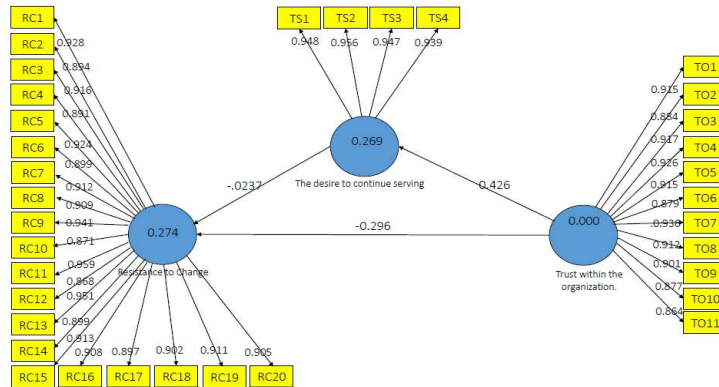 RC1
RC2
RC3
RC4
RC5
RC6
RC7
RC8
RC9
RC10
RC11
RC12
RC13
RC14
RC15
RC16
RC17
RC18
RC19
RC20
0.928
0.894
0.916
0.891
0.924
0.899
0.912
0.909
0.941
0.871
0.959
0.868
0.951
0.899
0.913
0.908
0.897
0.902
0.911
0.905
0.274
Resistance to Change
TS1
TS2
TS3
TS4
0.948
0.956
0.947
0.939
0.269
The desire to continue serving
-.0237
0.426
-0.296
0.000
Trust within the
organization.
TO1
TO2
TO3
TO4
TO5
TO6
TO7
TO8
TO9
TO10
TO11
0.915
0.884
0.917
0.926
0.915
0.879
0.930
0.912
0.901
0.877
0.864